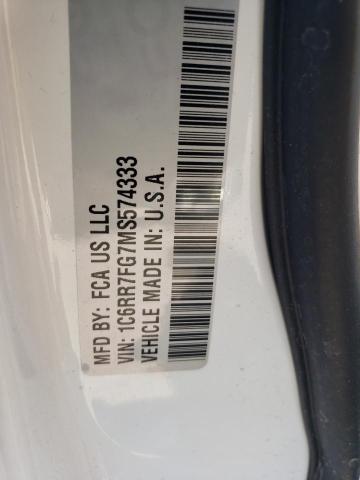 MFD BY: FCA US LLC
VIN: 1C6RR7FG7MS574333
VEHICLE MADE IN: U.S.A.